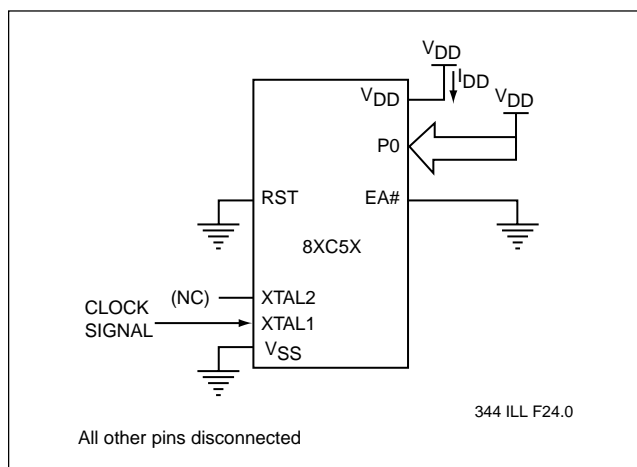 VDD
IDD
VDD
VDD
P0
RST
EA#
8XC5X
(NC)
XTAL2
CLOCK
SIGNAL
XTAL1
VSS
344 ILL F24.0
All other pins disconnected